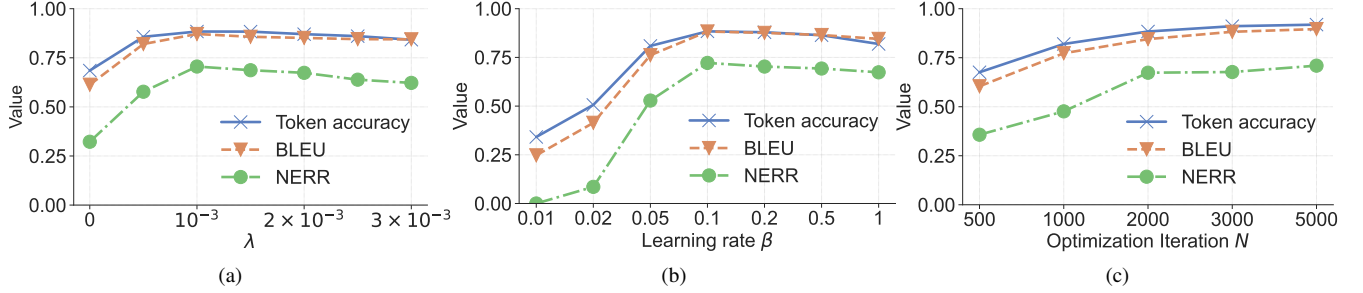 1.00
0.75
0.50
0.25
0.00
Value
Token accuracy
BLEU
NERR
0
10⁻³
2 × 10⁻³
3 × 10⁻³
λ
(a)
1.00
0.75
0.50
0.25
0.00
Value
Token accuracy
BLEU
NERR
0.01 0.02 0.05 0.1 0.2 0.5 1
Learning rate β
(b)
1.00
0.75
0.50
0.25
0.00
Value
Token accuracy
BLEU
NERR
500 1000 2000 3000 5000
Optimization Iteration N
(c)